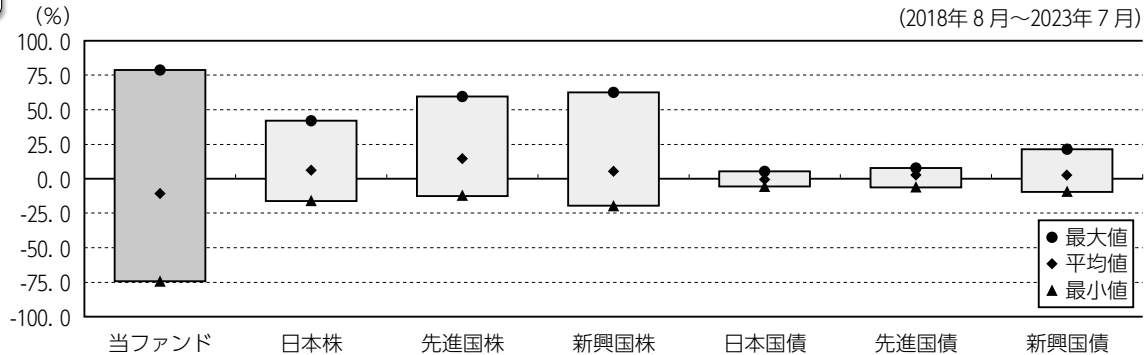 (%)
(2018年8月～2023年7月)
100.0
75.0
50.0
25.0
0.0
-25.0
-50.0
-75.0
-100.0
最大値
平均値
最小値
当ファンド 日本株 先進国株 新興国株 日本国債 先進国債 新興国債